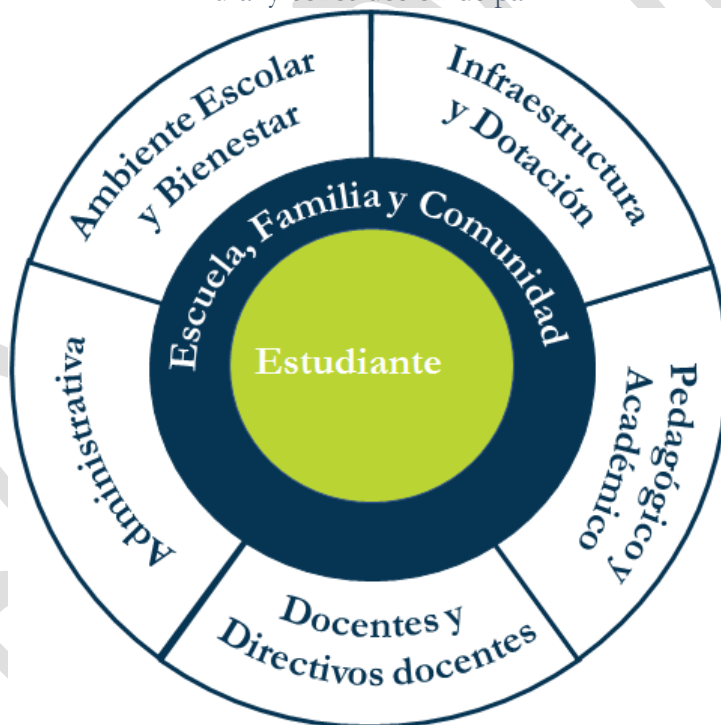 Ambiente Escolar
y Bienestar
Infraestructura
y Dotación
Escuela, Familia y Comunidad
Estudiante
Administrativa
Pedagógico y
Académico
Docentes y
Directivos docentes